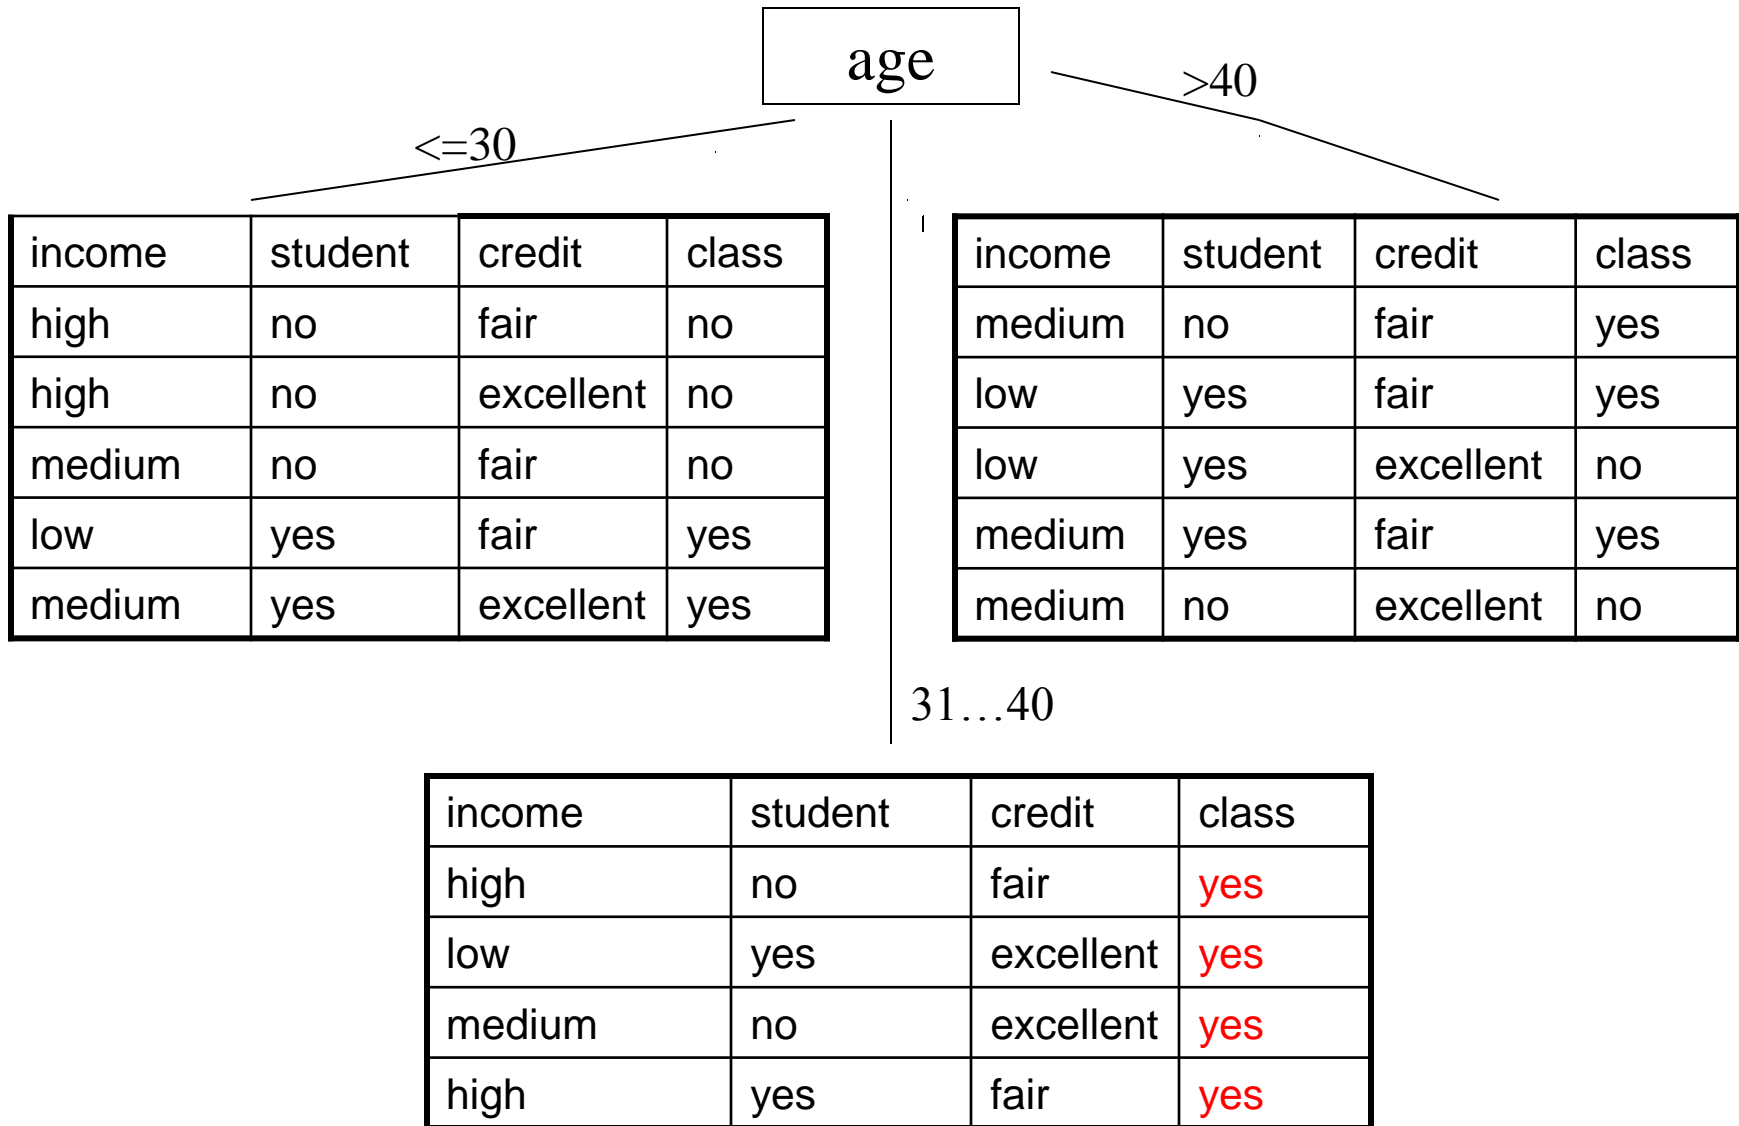 age
<=30
>40
income student credit class
high no fair no
high no excellent no
medium no fair no
low yes fair yes
medium yes excellent yes
income student credit class
medium no fair yes
low yes fair yes
low yes excellent no
medium yes fair yes
medium no excellent no
31…40
income student credit class
high no fair yes
low yes excellent yes
medium no excellent yes
high yes fair yes